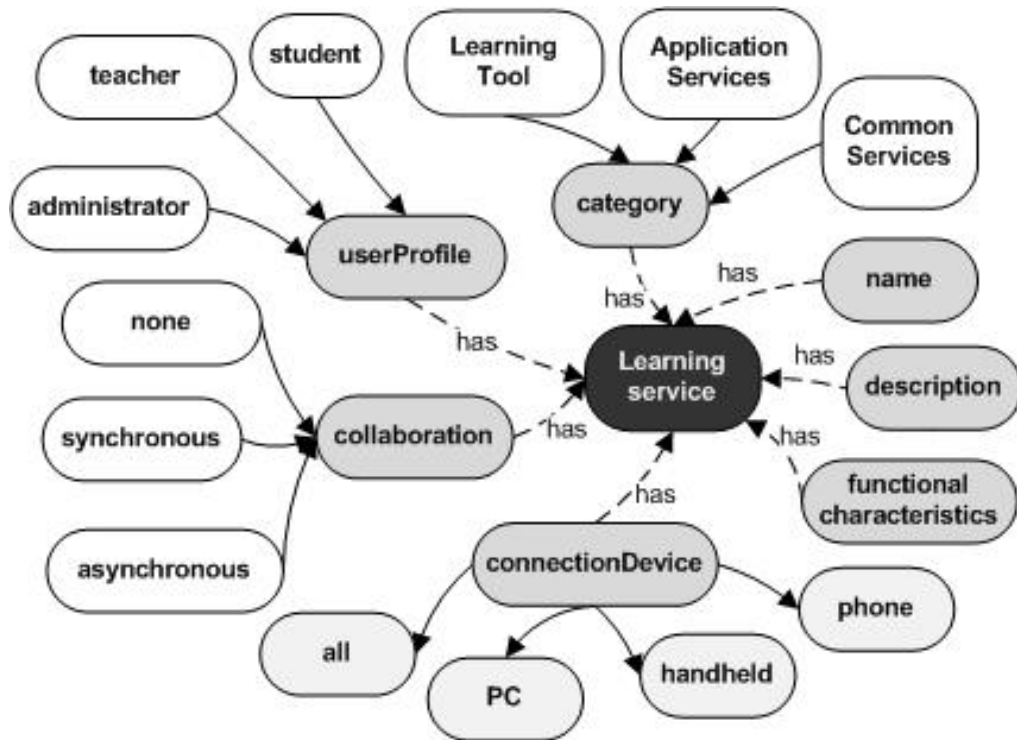 student
teacher
Learning
Tool
Application
Services
Common
Services
administrator
category
userProfile
has
has
name
none
has
Learning
service
has
description
synchronous
collaboration
has
has
functional
characteristics
has
asynchronous
connectionDevice
phone
all
PC
handheld